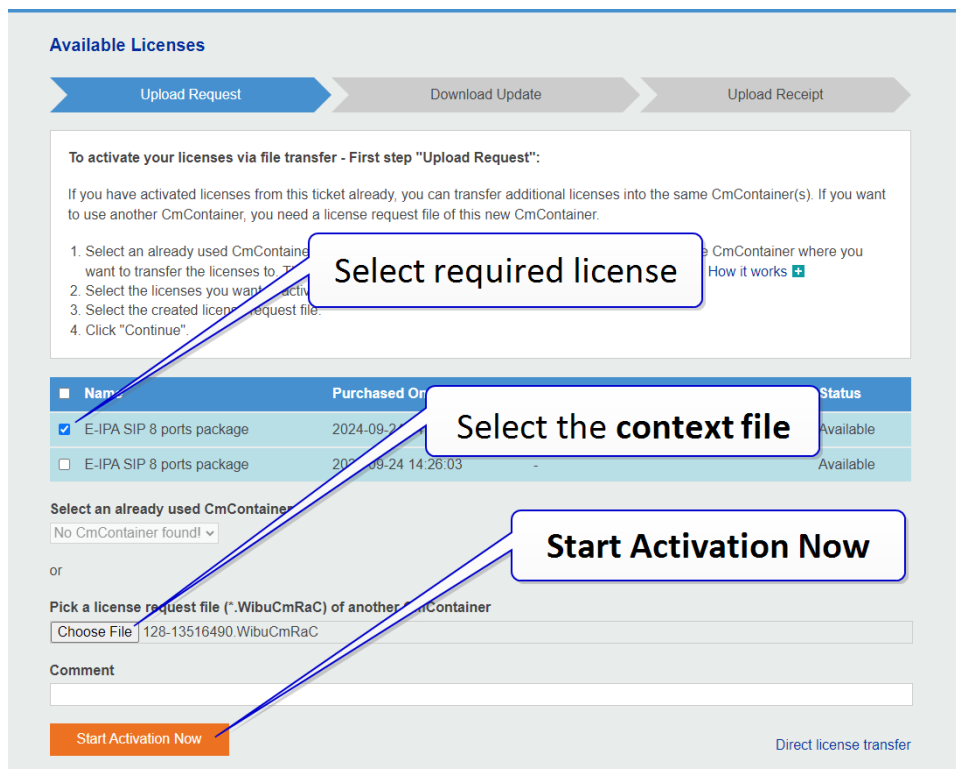 Available Licenses
Upload Request
Download Update
Upload Receipt
To activate your licenses via file transfer - First step "Upload Request":
If you have activated licenses from this ticket already, you can transfer additional licenses into the same CmContainer(s). If you want
to use another CmContainer, you need a license request file of this new CmContainer.
1. Select an already used CmContaine e CmContainer where you
want to transfer the licenses to. How it works
2. Select the licenses you want activ
3. Select the created license request file.
4. Click "Continue".
Select required license
Name Purchased On Status
E-IPA SIP 8 ports package 2024-09-24 Available
E-IPA SIP 8 ports package 2024-09-24 14:26:03 - Available
Select the context file
Select an already used CmContainer
No CmContainer found!
Start Activation Now
or
Pick a license request file (*.WibuCmRaC) of another CmContainer
Choose File 128-13516490.WibuCmRaC
Comment
Start Activation Now
Direct license transfer